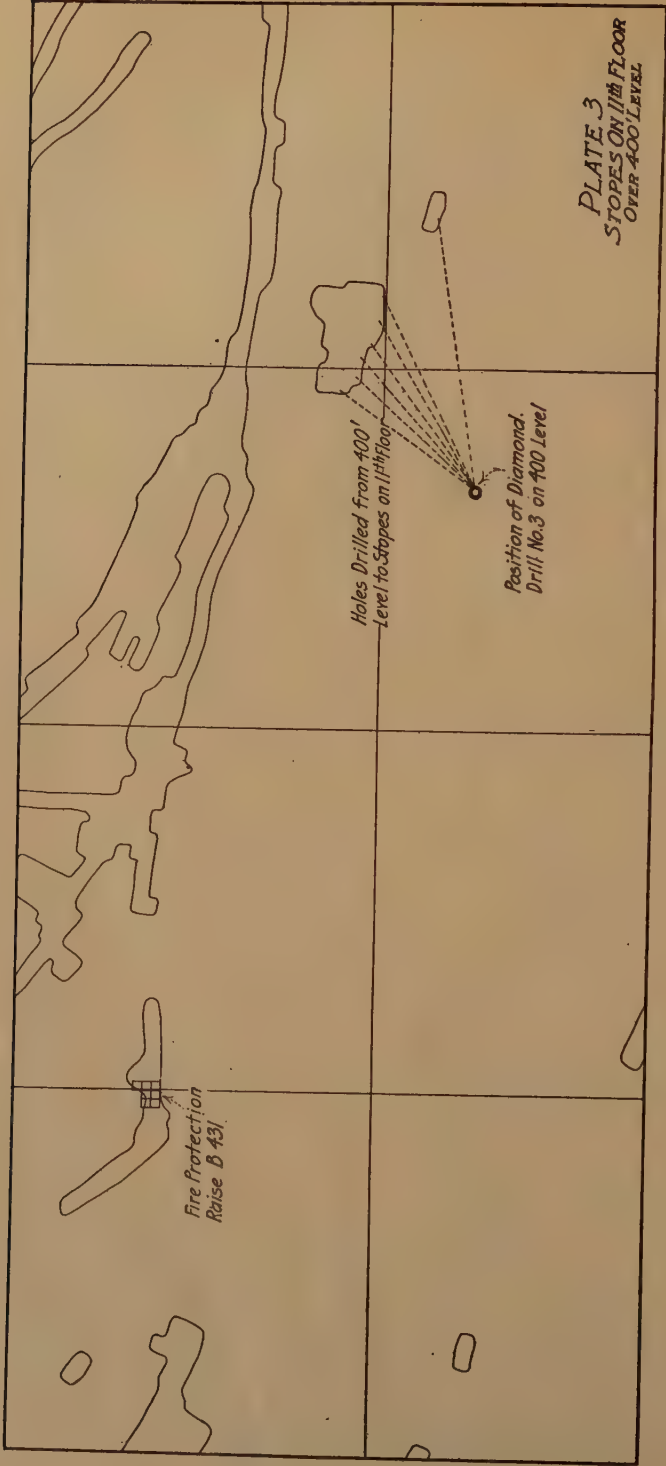 PLATE 3
STOPES ON 11th FLOOR
OVER 400' LEVEL
Holes Drilled from 400'
Level to Stopes on 11th Floor
Position of Diamond.
Drill No.3 on 400 Level
Fire Protection
Raise B 431